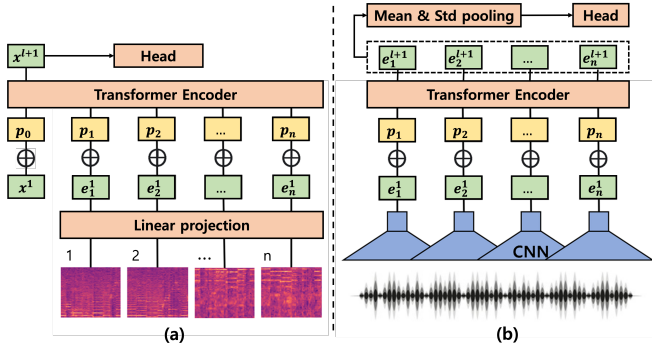 x^{l+1} Head
Transformer Encoder
p_0 p_1 p_2 ... p_n
x^1 e_1^1 e_2^1 ... e_n^1
Linear projection
1 2 ... n
(a)
Mean & Std pooling Head
e_1^{l+1} e_2^{l+1} ... e_n^{l+1}
Transformer Encoder
p_1 p_2 ... p_n
e_1^1 e_2^1 ... e_n^1
CNN
(b)